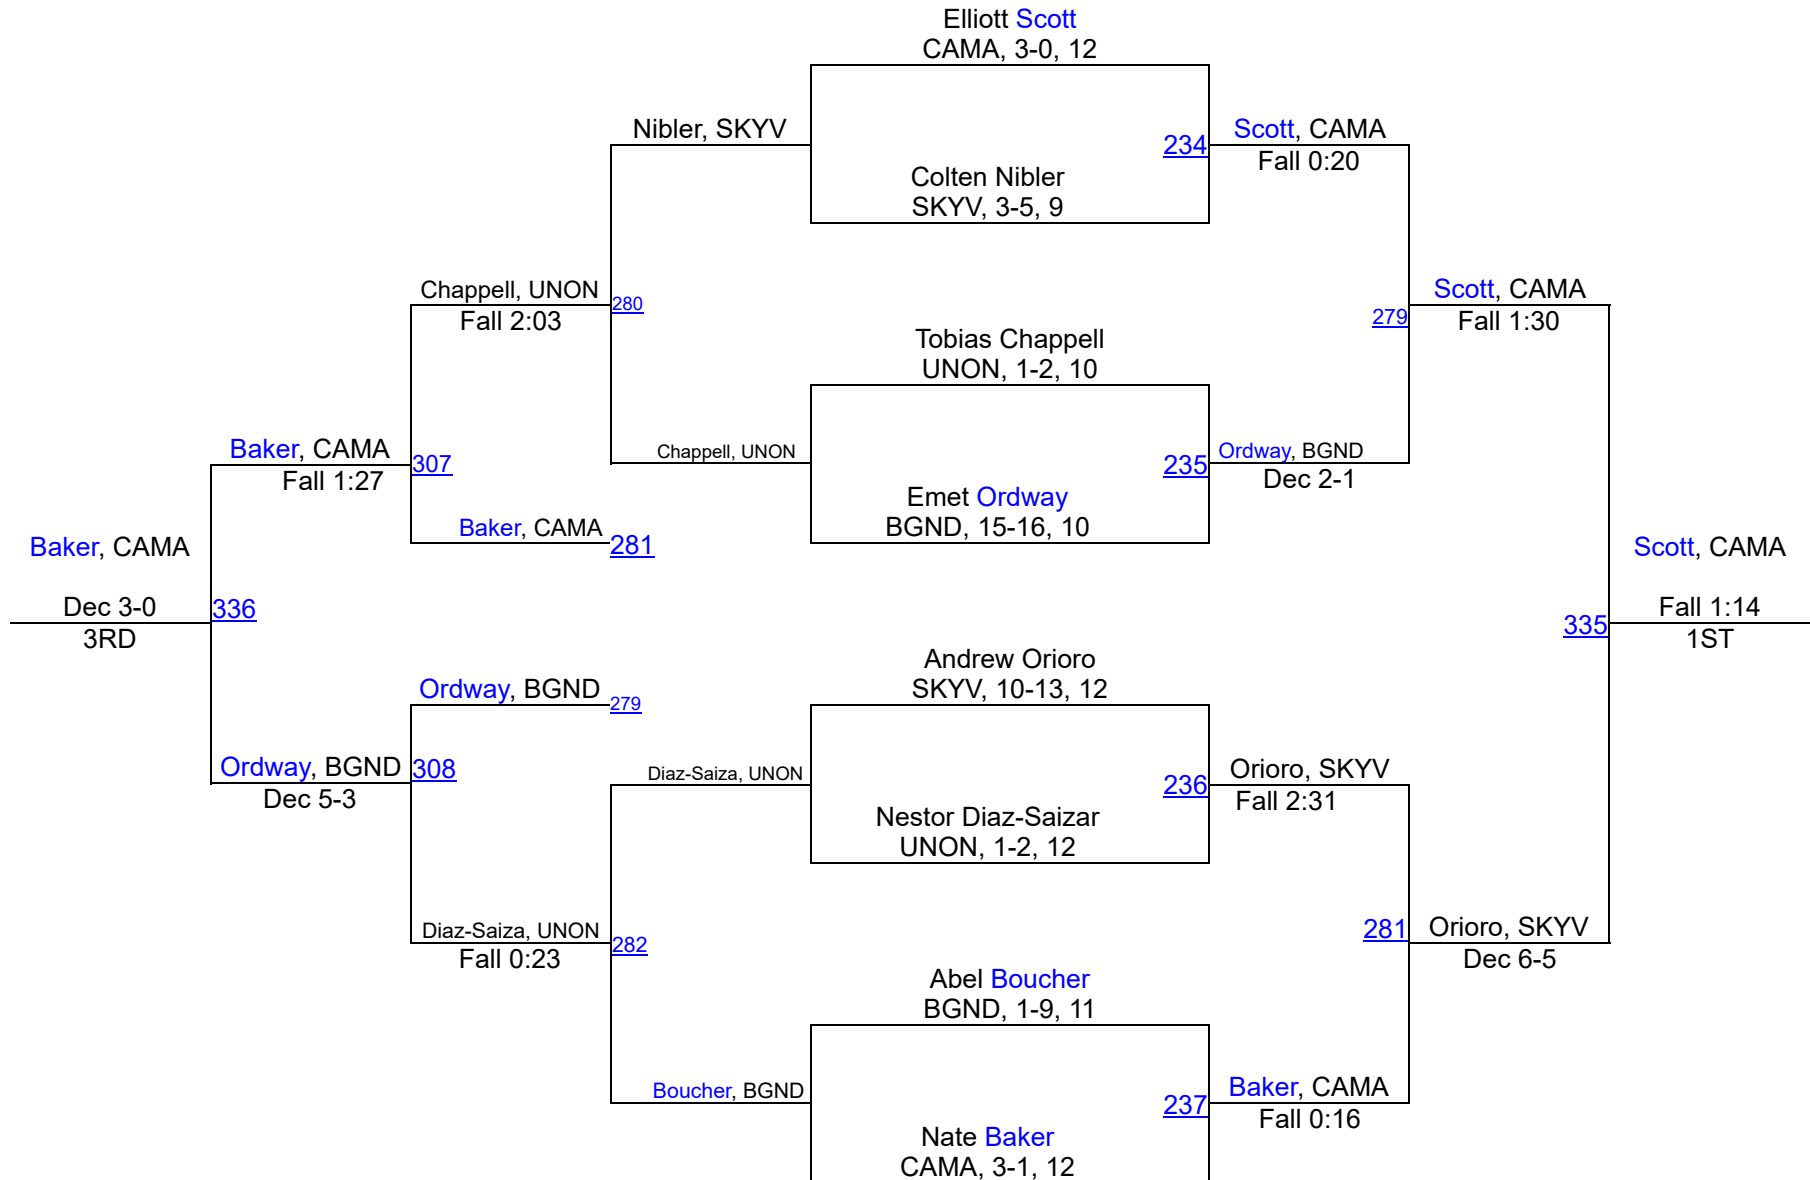 Elliott Scott
CAMA, 3-0, 12
Nibler, SKYV
234
Scott, CAMA
Fall 0:20
Colten Nibler
SKYV, 3-5, 9
Chappell, UNON
Fall 2:03
280
279
Scott, CAMA
Fall 1:30
Tobias Chappell
UNON, 1-2, 10
Baker, CAMA
Fall 1:27
307
Chappell, UNON
235
Ordway, BGND
Dec 2-1
Emet Ordway
BGND, 15-16, 10
Baker, CAMA
281
Baker, CAMA
Dec 3-0
3RD
336
Scott, CAMA
Fall 1:14
1ST
335
Andrew Orioro
SKYV, 10-13, 12
Ordway, BGND
279
Ordway, BGND
Dec 5-3
308
Diaz-Saiza, UNON
236
Orioro, SKYV
Fall 2:31
Nestor Diaz-Saizar
UNON, 1-2, 12
Diaz-Saiza, UNON
Fall 0:23
282
281
Orioro, SKYV
Dec 6-5
Abel Boucher
BGND, 1-9, 11
Boucher, BGND
237
Baker, CAMA
Fall 0:16
Nate Baker
CAMA, 3-1, 12